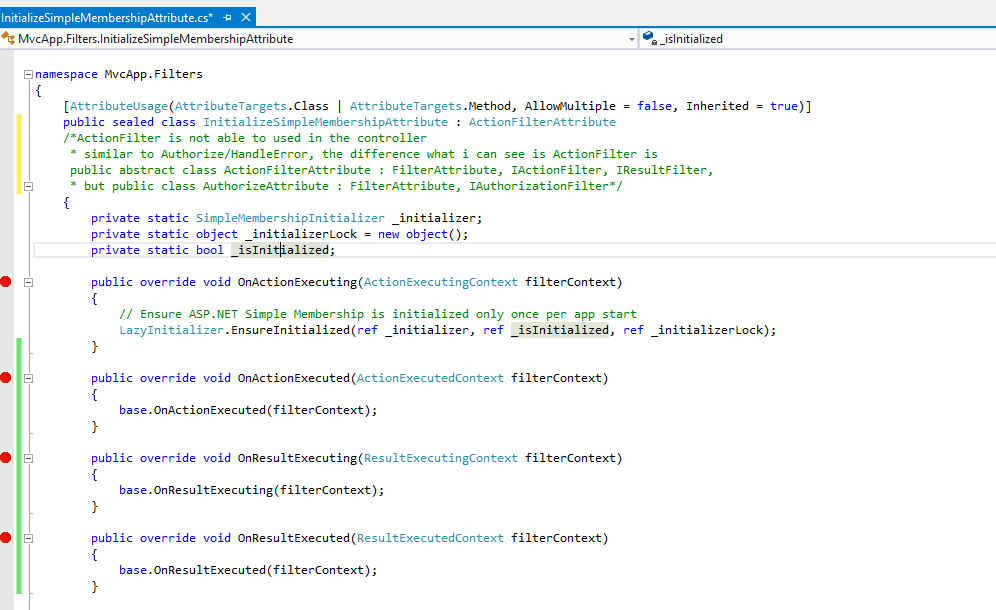 InitializeSimpleMembershipAttribute.cs*
MvcApp.Filters.InitializeSimpleMembershipAttribute
_isInitialized
namespace MvcApp.Filters
{
[AttributeUsage(AttributeTargets.Class | AttributeTargets.Method, AllowMultiple = false, Inherited = true)]
public sealed class InitializeSimpleMembershipAttribute : ActionFilterAttribute
/*ActionFilter is not able to used in the controller
* similar to Authorize/HandleError, the difference what i can see is ActionFilter is
public abstract class ActionFilterAttribute : FilterAttribute, IActionFilter, IResultFilter,
* but public class AuthorizeAttribute : FilterAttribute, IAuthorizationFilter*/
{
private static SimpleMembershipInitializer _initializer;
private static object _initializerLock = new object();
private static bool _isInitialized;
public override void OnActionExecuting(ActionExecutingContext filterContext)
{
// Ensure ASP.NET Simple Membership is initialized only once per app start
LazyInitializer.EnsureInitialized(ref _initializer, ref _isInitialized, ref _initializerLock);
}
public override void OnActionExecuted(ActionExecutedContext filterContext)
{
base.OnActionExecuted(filterContext);
}
public override void OnResultExecuting(ResultExecutingContext filterContext)
{
base.OnResultExecuting(filterContext);
}
public override void OnResultExecuted(ResultExecutedContext filterContext)
{
base.OnResultExecuted(filterContext);
}